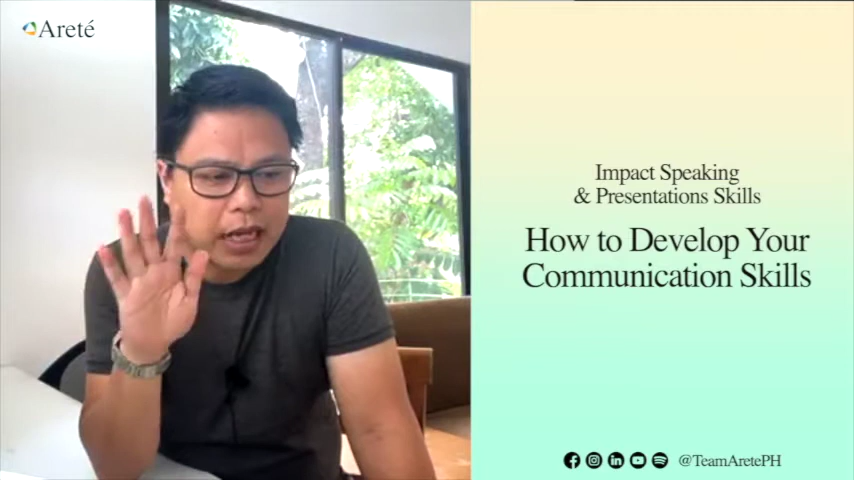 Areté
Impact Speaking
& Presentations Skills
How to Develop Your
Communication Skills
@TeamAretePH